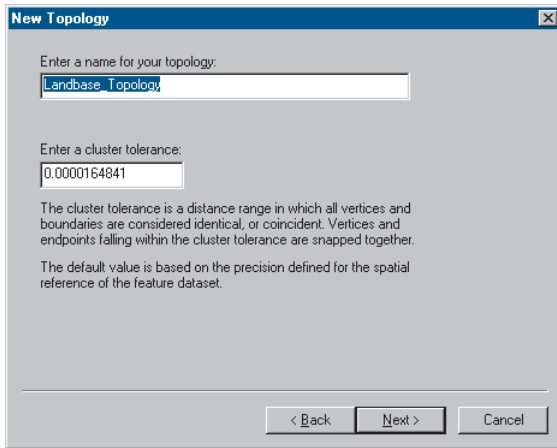 New Topology
Enter a name for your topology:
Landbase_Topology
Enter a cluster tolerance:
0.0000164841
The cluster tolerance is a distance range in which all vertices and
boundaries are considered identical, or coincident. Vertices and
endpoints falling within the cluster tolerance are snapped together.
The default value is based on the precision defined for the spatial
reference of the feature dataset.
< Back
Next >
Cancel